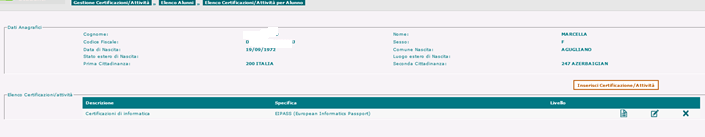 Gestione Certificazioni/Attività » Elenco Alunni » Elenco Certificazioni/Attività per Alunno
Dati Anagrafici
Cognome: Nome: MARCELLA
Codice Fiscale: Sesso: F
Data di Nascita: 19/09/1972 Comune Nascita: AGUGLIANO
Stato estero di Nascita: Luogo estero di Nascita:
Prima Cittadinanza: 200 ITALIA Seconda Cittadinanza: 247 AZERBAIGIAN
Inserisci Certificazione/Attività
Elenco Certificazioni/attività
Descrizione Specifica Livello
Certificazioni di informatica EIPASS (European Informatics Passport)